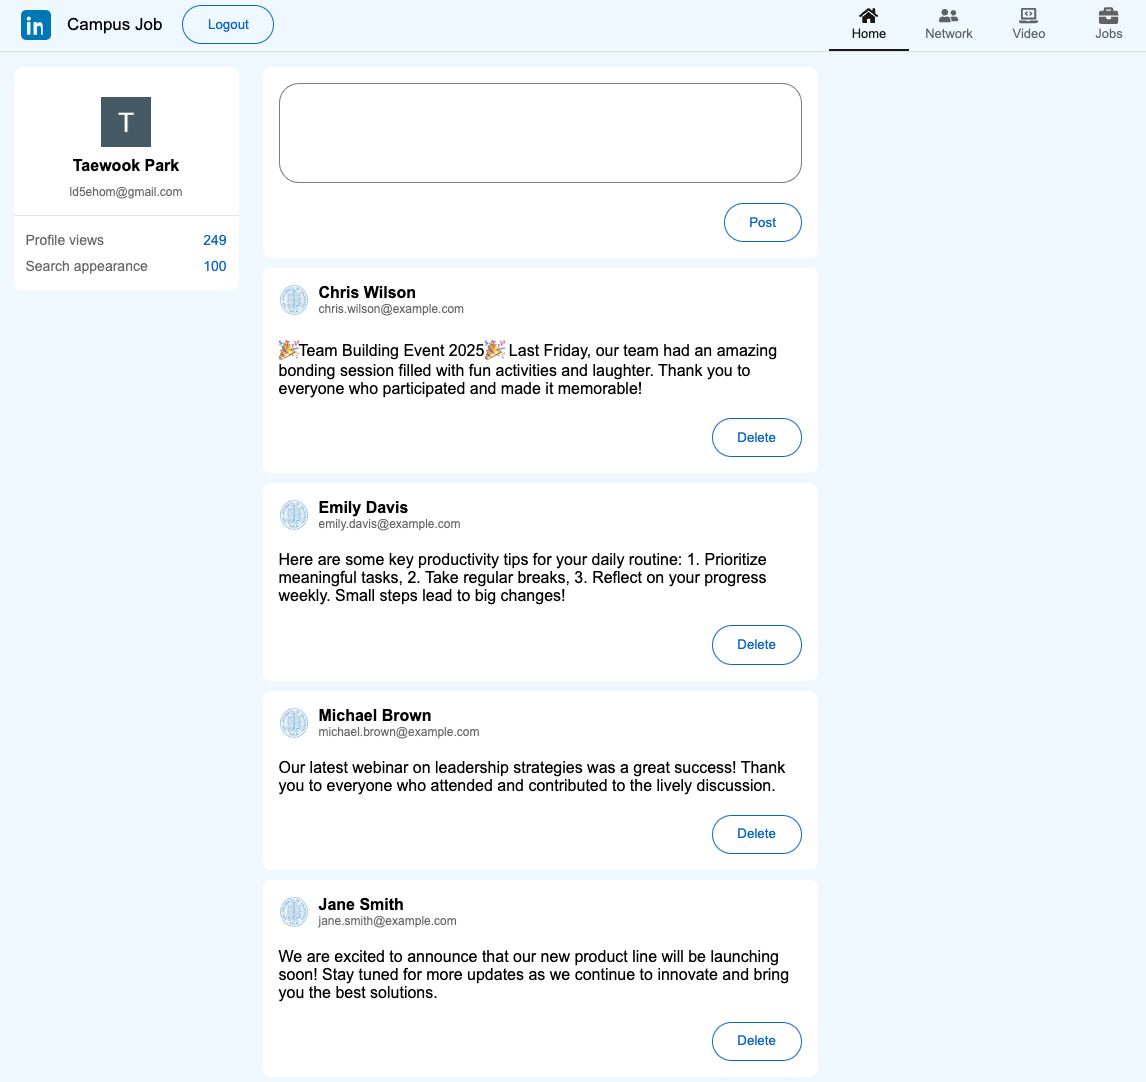 in Campus Job Logout Home Network Video Jobs
T
Taewook Park
ld5ehom@gmail.com
Profile views 249
Search appearance 100
Post
Chris Wilson
chris.wilson@example.com
🎉Team Building Event 2025🎉 Last Friday, our team had an amazing
bonding session filled with fun activities and laughter. Thank you to
everyone who participated and made it memorable!
Delete
Emily Davis
emily.davis@example.com
Here are some key productivity tips for your daily routine: 1. Prioritize
meaningful tasks, 2. Take regular breaks, 3. Reflect on your progress
weekly. Small steps lead to big changes!
Delete
Michael Brown
michael.brown@example.com
Our latest webinar on leadership strategies was a great success! Thank
you to everyone who attended and contributed to the lively discussion.
Delete
Jane Smith
jane.smith@example.com
We are excited to announce that our new product line will be launching
soon! Stay tuned for more updates as we continue to innovate and bring
you the best solutions.
Delete